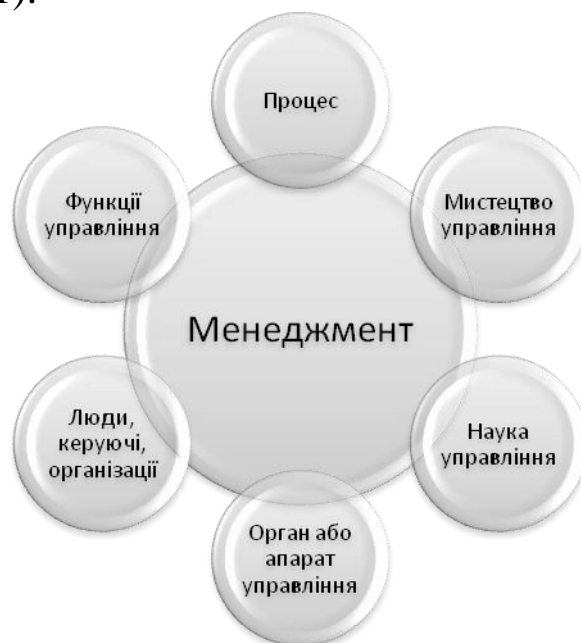 ).
Процес
Мистецтво
управління
Наука
управління
Орган або
апарат
управління
Люди,
керуючі,
організації
Функції
управління
Менеджмент